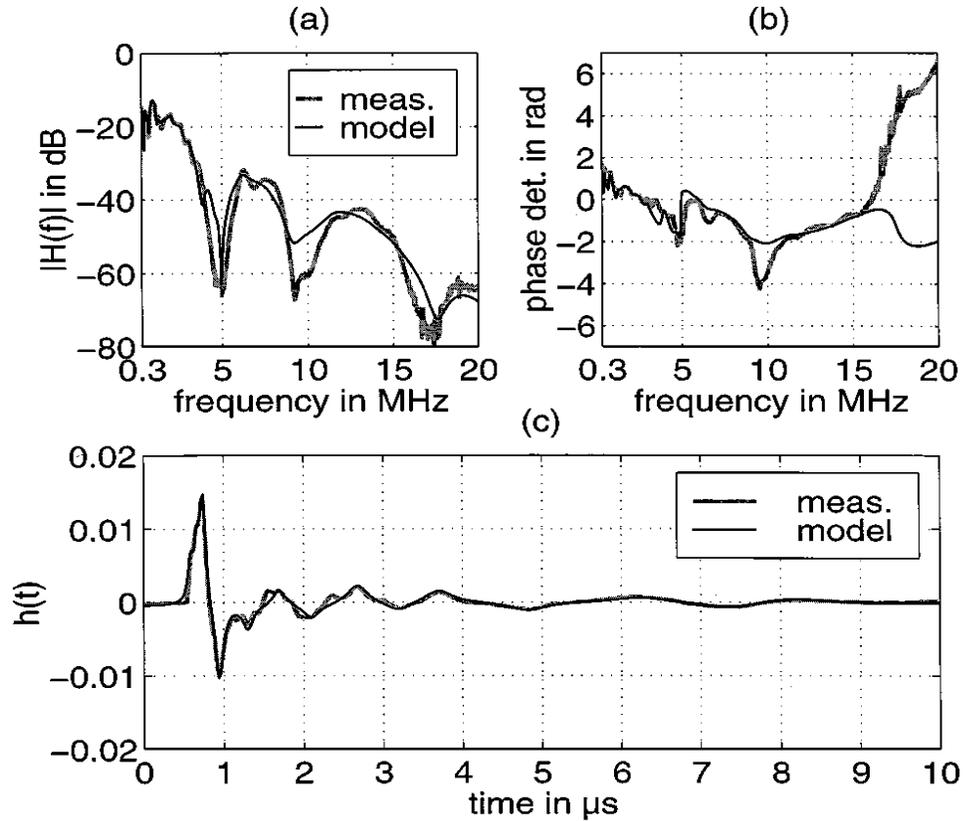 (a)
|H(f)| in dB
0
−20
−40
−60
−80
meas.
model
0.3 5 10 15 20
frequency in MHz
(b)
phase det. in rad
6
4
2
0
−2
−4
−6
0.3 5 10 15 20
frequency in MHz
(c)
h(t)
0.02
0.01
0
−0.01
−0.02
meas.
model
0 1 2 3 4 5 6 7 8 9 10
time in µs